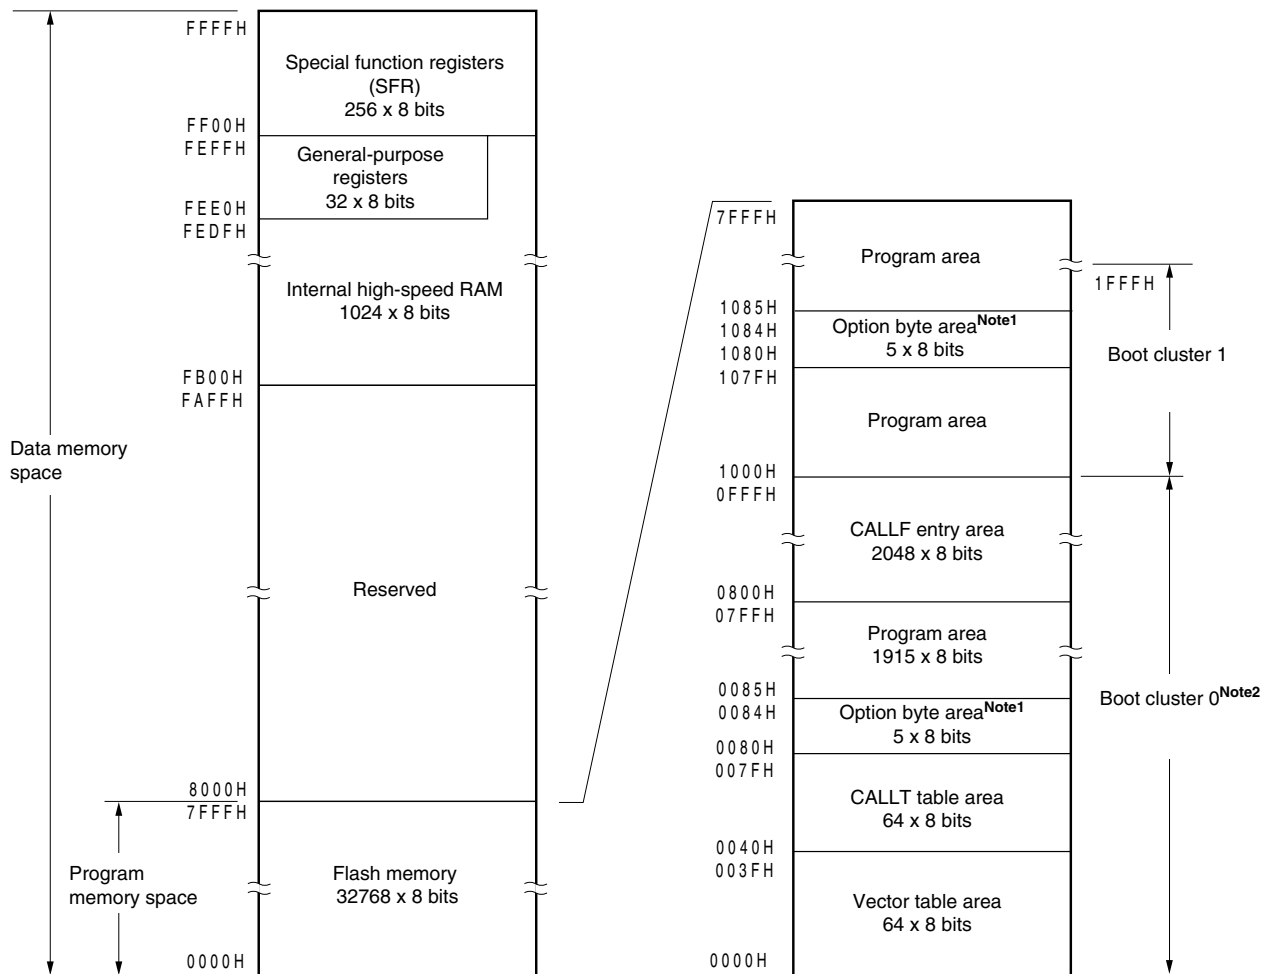 FFFFH
Special function registers
(SFR)
256 x 8 bits
FF00H
FEFFH
General-purpose
registers
32 x 8 bits
FEE0H
FEDFH
Internal high-speed RAM
1024 x 8 bits
FB00H
FAFFH
Data memory
space
Reserved
8000H
7FFFH
Program
memory space
Flash memory
32768 x 8 bits
0000H
7FFFH
Program area
1FFFH
1085H
1084H
Option byte areaNote1
5 x 8 bits
1080H
107FH
Boot cluster 1
Program area
1000H
0FFFH
CALLF entry area
2048 x 8 bits
0800H
07FFH
Program area
1915 x 8 bits
0085H
0084H
Option byte areaNote1
5 x 8 bits
Boot cluster 0Note2
0080H
007FH
CALLT table area
64 x 8 bits
0040H
003FH
Vector table area
64 x 8 bits
0000H